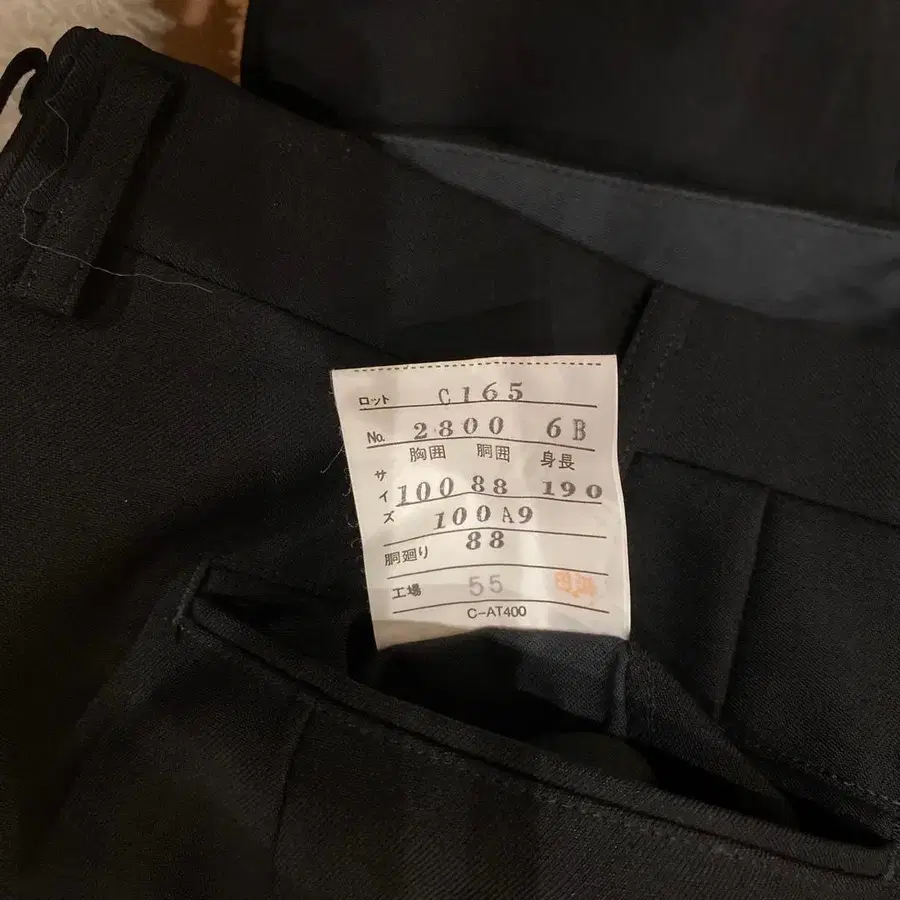 ロット C165
No. 2800 6B
胸囲 胴囲 身長
サイズ 100 88 190
100A9
胴廻り 88
工場 55
C-AT400